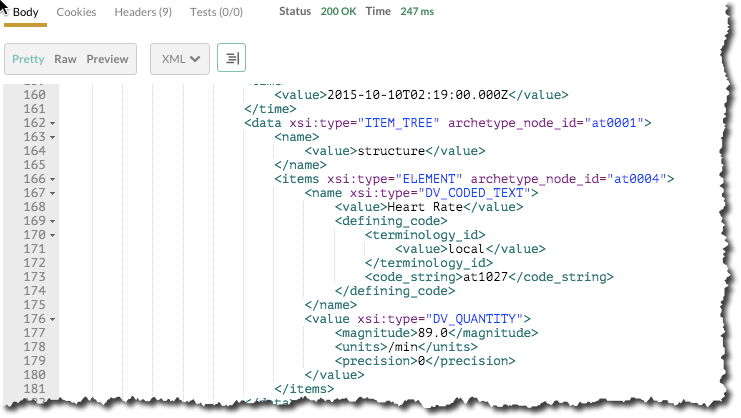 Body Cookies Headers (9) Tests (0/0) Status 200 OK Time 247 ms
Pretty Raw Preview XML
160 <value>2015-10-10T02:19:00.000Z</value>
161 </time>
162 <data xsi:type="ITEM_TREE" archetype_node_id="at0001">
163 <name>
164 <value>structure</value>
165 </name>
166 <items xsi:type="ELEMENT" archetype_node_id="at0004">
167 <name xsi:type="DV_CODED_TEXT">
168 <value>Heart Rate</value>
169 <defining_code>
170 <terminology_id>
171 <value>local</value>
172 </terminology_id>
173 <code_string>at1027</code_string>
174 </defining_code>
175 </name>
176 <value xsi:type="DV_QUANTITY">
177 <magnitude>89.0</magnitude>
178 <units>/min</units>
179 <precision>0</precision>
180 </value>
181 </items>